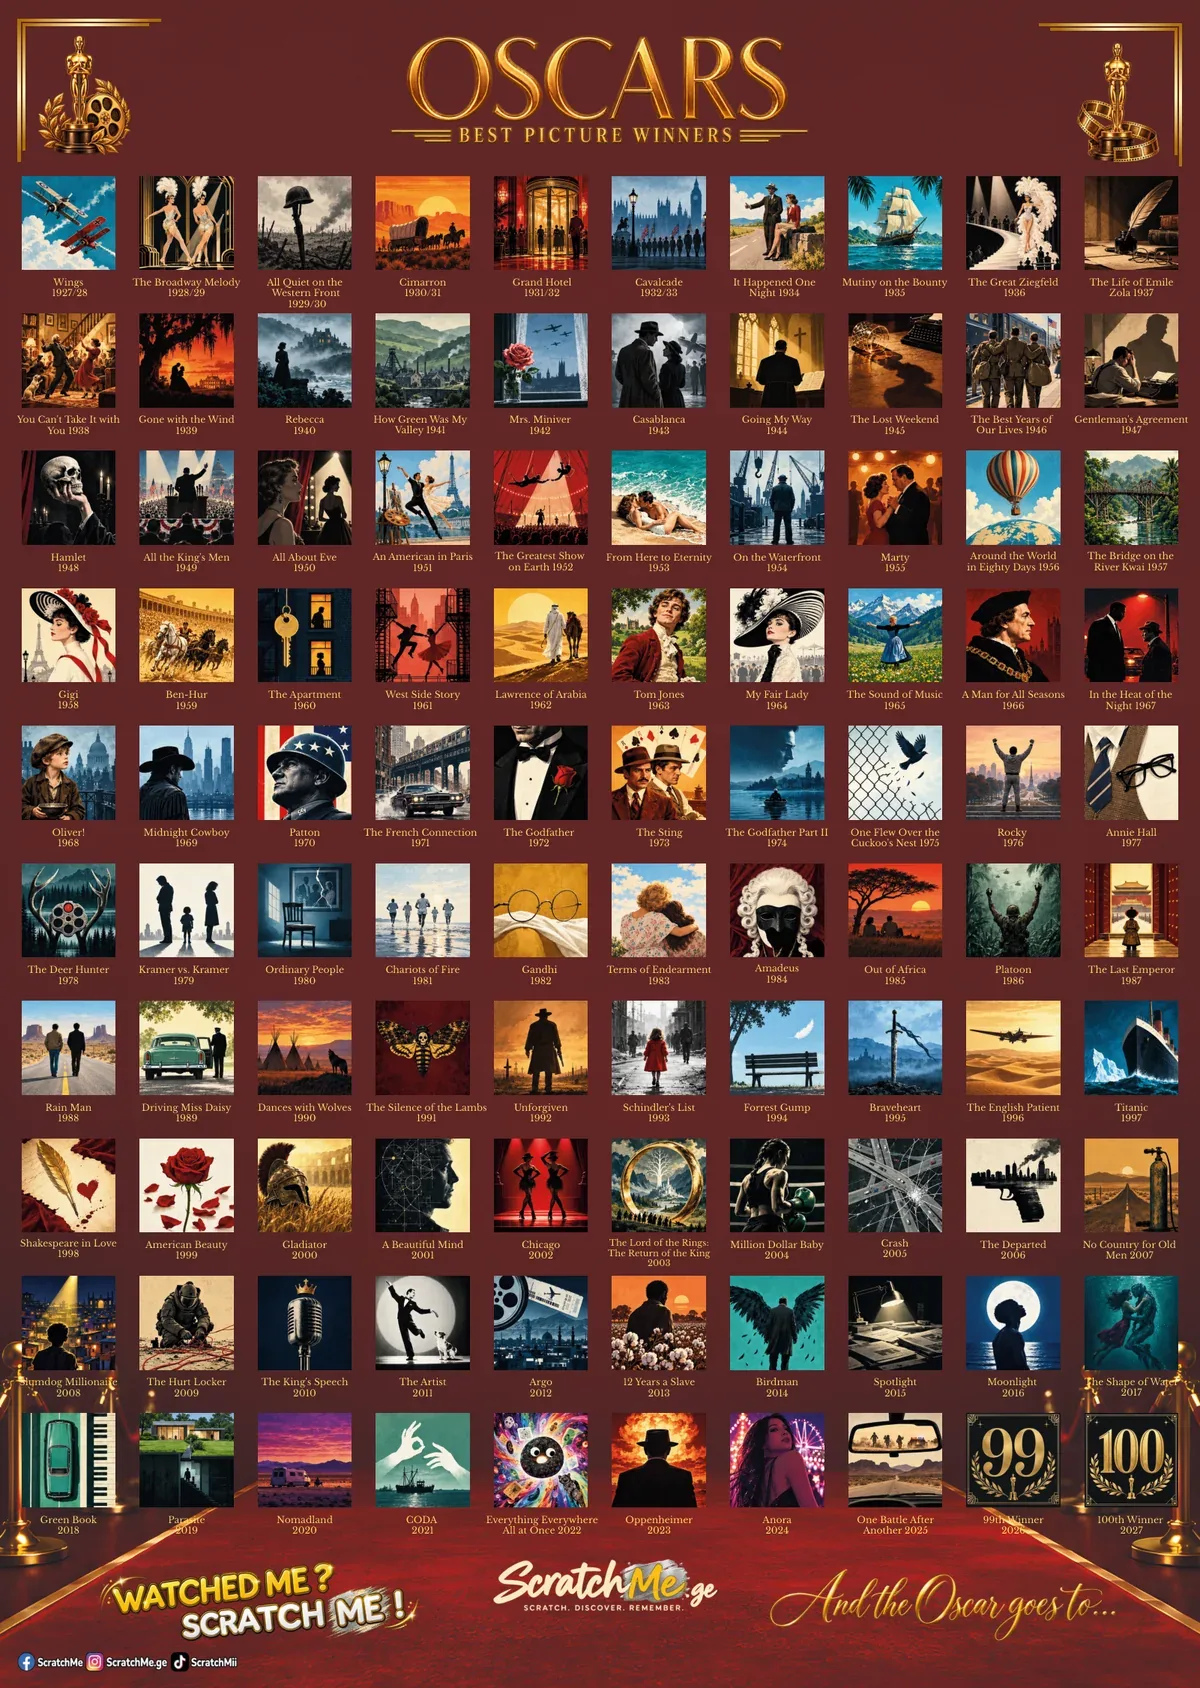 OSCARS
BEST PICTURE WINNERS
Wings
1927/28
The Broadway Melody
1928/29
All Quiet on the
Western Front
1929/30
Cimarron
1930/31
Grand Hotel
1931/32
Cavalcade
1932/33
It Happened One
Night 1934
Mutiny on the Bounty
1935
The Great Ziegfeld
1936
The Life of Emile
Zola 1937
You Can't Take It with
You 1938
Gone with the Wind
1939
Rebecca
1940
How Green Was My
Valley 1941
Mrs. Miniver
1942
Casablanca
1943
Going My Way
1944
The Lost Weekend
1945
The Best Years of
Our Lives 1946
Gentleman's Agreement
1947
Hamlet
1948
All the King's Men
1949
All About Eve
1950
An American in Paris
1951
The Greatest Show
on Earth 1952
From Here to Eternity
1953
On the Waterfront
1954
Marty
1955
Around the World
in Eighty Days 1956
The Bridge on the
River Kwai 1957
Gigi
1958
Ben-Hur
1959
The Apartment
1960
West Side Story
1961
Lawrence of Arabia
1962
Tom Jones
1963
My Fair Lady
1964
The Sound of Music
1965
A Man for All Seasons
1966
In the Heat of the
Night 1967
Oliver!
1968
Midnight Cowboy
1969
Patton
1970
The French Connection
1971
The Godfather
1972
The Sting
1973
The Godfather Part II
1974
One Flew Over the
Cuckoo's Nest 1975
Rocky
1976
Annie Hall
1977
The Deer Hunter
1978
Kramer vs. Kramer
1979
Ordinary People
1980
Chariots of Fire
1981
Gandhi
1982
Terms of Endearment
1983
Amadeus
1984
Out of Africa
1985
Platoon
1986
The Last Emperor
1987
Rain Man
1988
Driving Miss Daisy
1989
Dances with Wolves
1990
The Silence of the Lambs
1991
Unforgiven
1992
Schindler's List
1993
Forrest Gump
1994
Braveheart
1995
The English Patient
1996
Titanic
1997
Shakespeare in Love
1998
American Beauty
1999
Gladiator
2000
A Beautiful Mind
2001
Chicago
2002
The Lord of the Rings:
The Return of the King
2003
Million Dollar Baby
2004
Crash
2005
The Departed
2006
No Country for Old
Men 2007
Slumdog Millionaire
2008
The Hurt Locker
2009
The King's Speech
2010
The Artist
2011
Argo
2012
12 Years a Slave
2013
Birdman
2014
Spotlight
2015
Moonlight
2016
The Shape of Water
2017
Green Book
2018
Parasite
2019
Nomadland
2020
CODA
2021
Everything Everywhere
All at Once 2022
Oppenheimer
2023
Anora
2024
One Battle After
Another 2025
99
99th Winner
2026
100
100th Winner
2027
WATCHED ME ?
SCRATCH ME !
ScratchMe.ge
SCRATCH. DISCOVER. REMEMBER.
And the Oscar goes to...
ScratchMe ScratchMe.ge ScratchMii